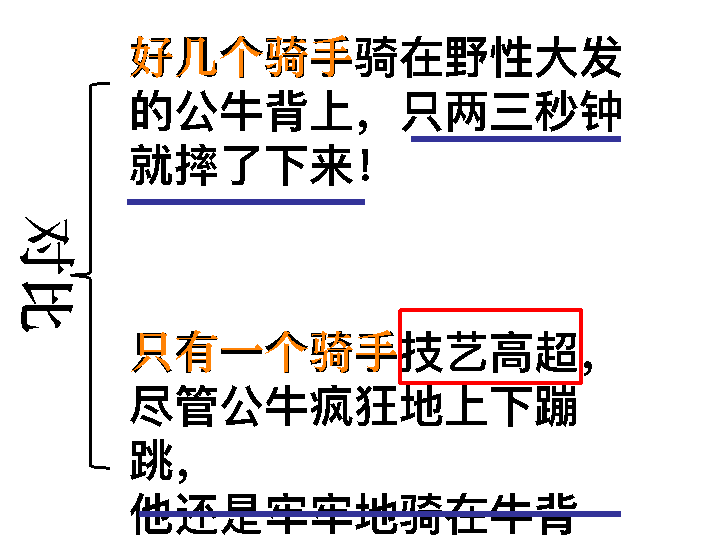 好几个骑手骑在野性大发
的公牛背上，只两三秒钟
就摔了下来！
对比
只有一个骑手技艺高超，
尽管公牛疯狂地上下蹦
跳，
他还是牢牢地骑在牛背